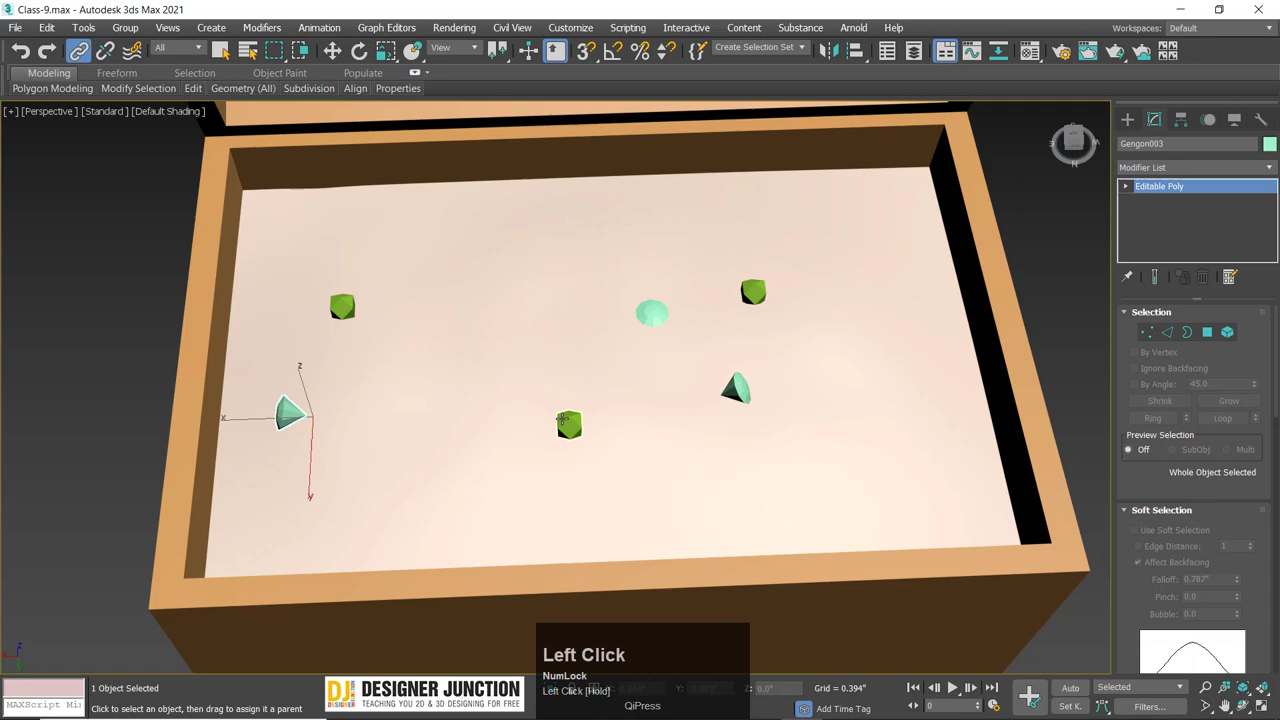 Class-9.max - Autodesk 3ds Max 2021
File Edit Tools Group Views Create Modifiers Animation Graph Editors Rendering Civil View Customize Scripting Interactive Content Substance Arnold Help
Workspaces: Default
All
View
Create Selection Set
Modeling Freeform Selection Object Paint Populate
Polygon Modeling Modify Selection Edit Geometry (All) Subdivision Align Properties
[+] [Perspective] [Standard] [Default Shading]
Gengon003
Modifier List
Editable Poly
Selection
By Vertex
Ignore Backfacing
By Angle: 45.0
Shrink Grow
Ring Loop
Preview Selection
Off SubObj Multi
Whole Object Selected
Soft Selection
Use Soft Selection
Edge Distance: 1
Affect Backfacing
Falloff: 0.787"
Pinch: 0.0
Bubble: 0.0
x
z
y
Left Click
NumLock
Left Click [Hold]
QiPress
MAXScript Mi
1 Object Selected
Click to select an object, then drag to assign it a parent
DJ DESIGNER JUNCTION
TEACHING YOU 2D & 3D DESIGNING FOR FREE
Y:
Z: 0.0"
Grid = 0.394"
Add Time Tag
0
Auto Selected
Set K. Filters...